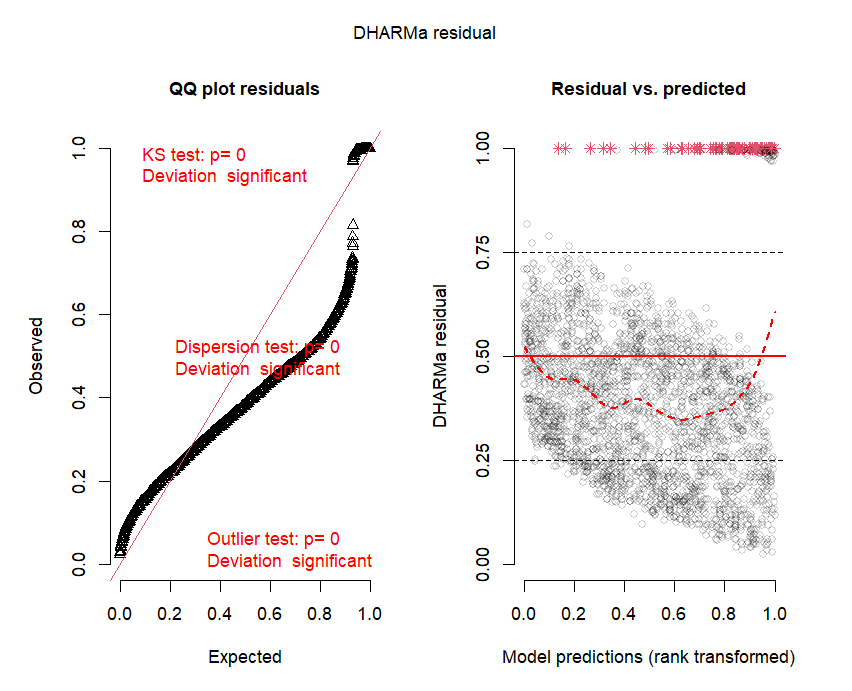 DHARMa residual
QQ plot residuals
KS test: p= 0
Deviation  significant
Dispersion test: p= 0
Deviation  significant
Outlier test: p= 0
Deviation  significant
1.0
0.8
0.6
0.4
0.2
0.0
Observed
0.0 0.2 0.4 0.6 0.8 1.0
Expected
Residual vs. predicted
1.00
0.75
0.50
0.25
0.00
DHARMa residual
0.0 0.2 0.4 0.6 0.8 1.0
Model predictions (rank transformed)